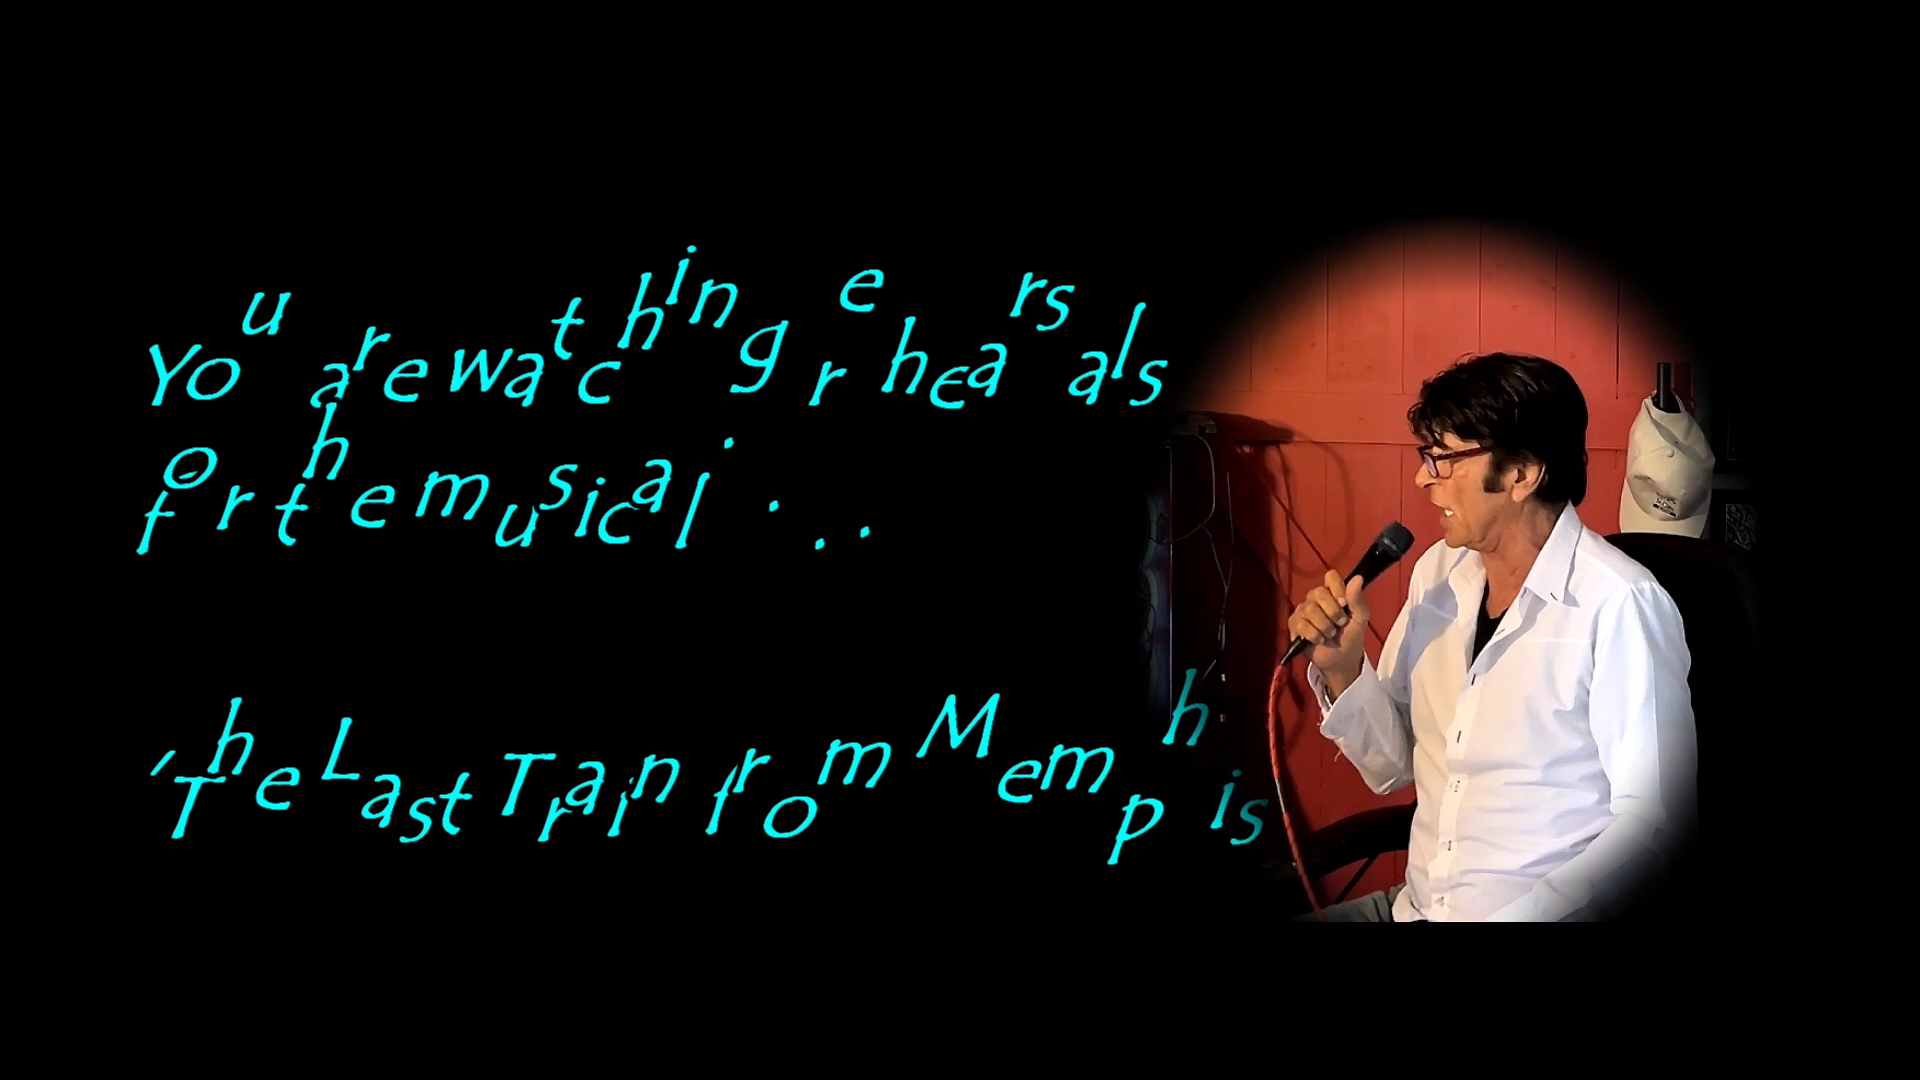 You are watching rehearsals
for the musical ...
'The Last Train from Memphis